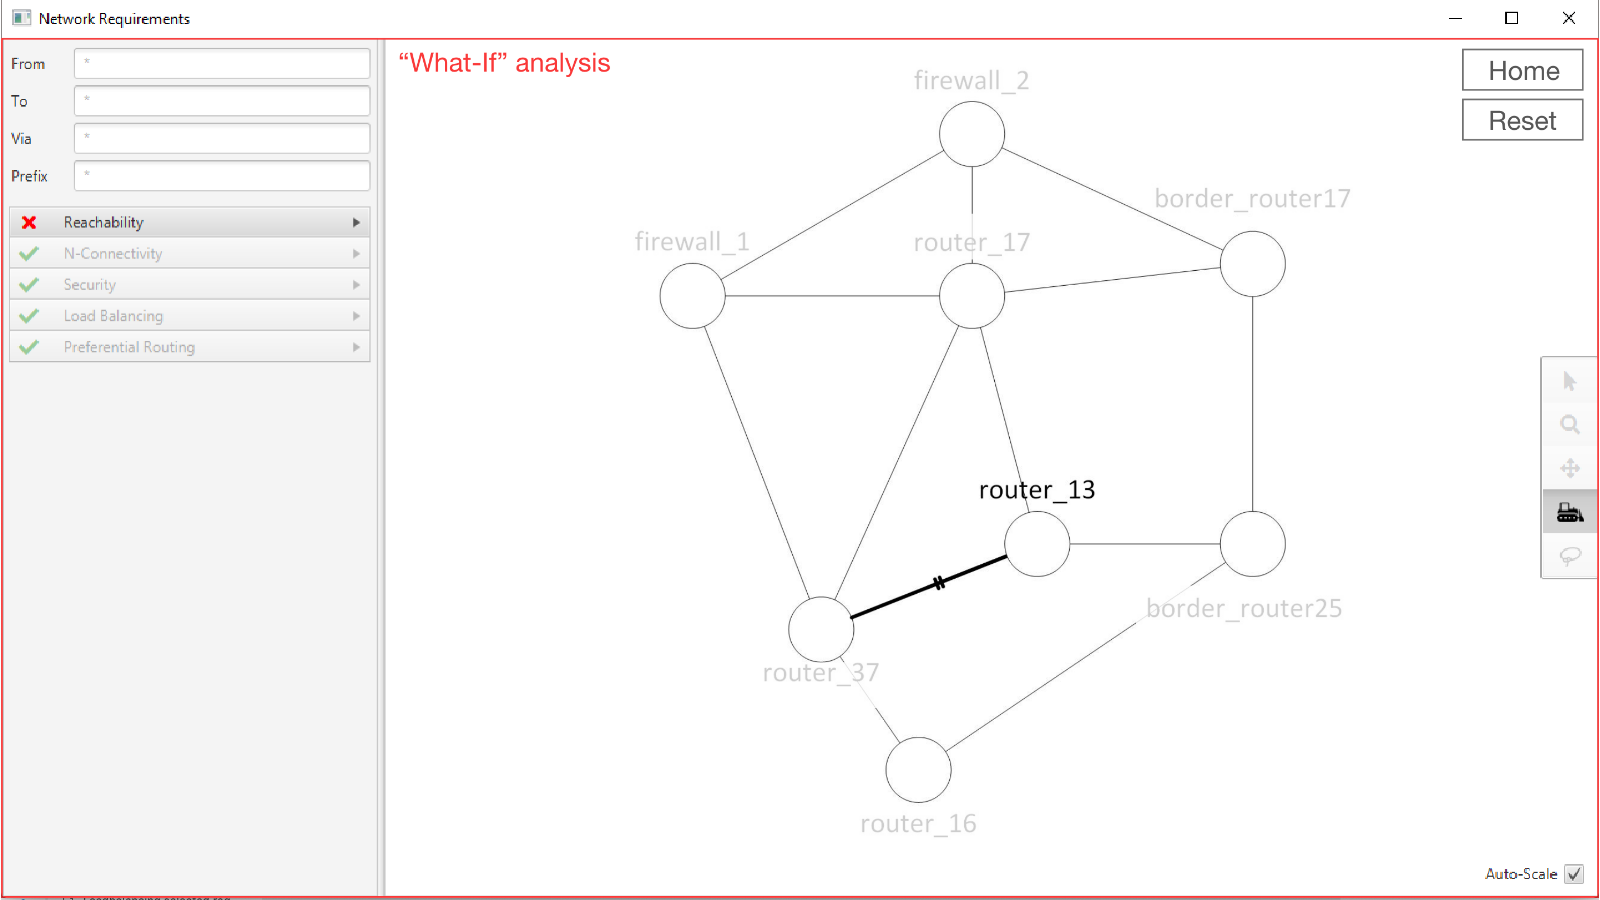 Network Requirements
From *
To *
Via *
Prefix *
Reachability
N-Connectivity
Security
Load Balancing
Preferential Routing
“What-If” analysis
Home
Reset
firewall_2
border_router17
firewall_1
router_17
router_13
border_router25
router_37
router_16
Auto-Scale